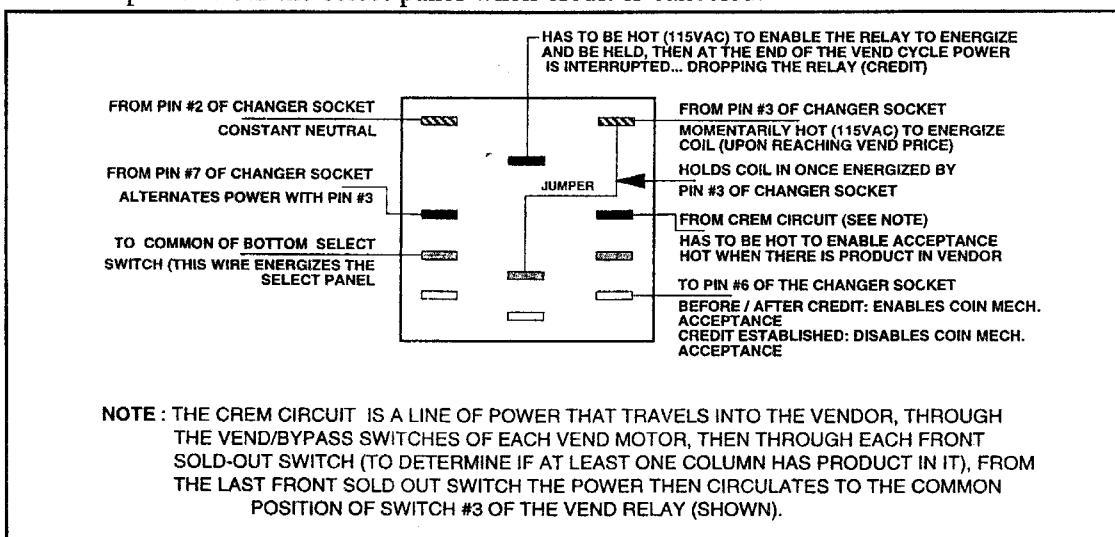 HAS TO BE HOT (115VAC) TO ENABLE THE RELAY TO ENERGIZE
AND BE HELD, THEN AT THE END OF THE VEND CYCLE POWER
IS INTERRUPTED... DROPPING THE RELAY (CREDIT)
FROM PIN #2 OF CHANGER SOCKET
CONSTANT NEUTRAL
FROM PIN #7 OF CHANGER SOCKET
ALTERNATES POWER WITH PIN #3
TO COMMON OF BOTTOM SELECT
SWITCH (THIS WIRE ENERGIZES THE
SELECT PANEL
JUMPER
FROM PIN #3 OF CHANGER SOCKET
MOMENTARILY HOT (115VAC) TO ENERGIZE
COIL (UPON REACHING VEND PRICE)
HOLDS COIL IN ONCE ENERGIZED BY
PIN #3 OF CHANGER SOCKET
FROM CREM CIRCUIT (SEE NOTE)
HAS TO BE HOT TO ENABLE ACCEPTANCE
HOT WHEN THERE IS PRODUCT IN VENDOR
TO PIN #6 OF THE CHANGER SOCKET
BEFORE / AFTER CREDIT: ENABLES COIN MECH.
ACCEPTANCE
CREDIT ESTABLISHED: DISABLES COIN MECH.
ACCEPTANCE
NOTE : THE CREM CIRCUIT IS A LINE OF POWER THAT TRAVELS INTO THE VENDOR, THROUGH
THE VEND/BYPASS SWITCHES OF EACH VEND MOTOR, THEN THROUGH EACH FRONT
SOLD-OUT SWITCH (TO DETERMINE IF AT LEAST ONE COLUMN HAS PRODUCT IN IT), FROM
THE LAST FRONT SOLD OUT SWITCH THE POWER THEN CIRCULATES TO THE COMMON
POSITION OF SWITCH #3 OF THE VEND RELAY (SHOWN).